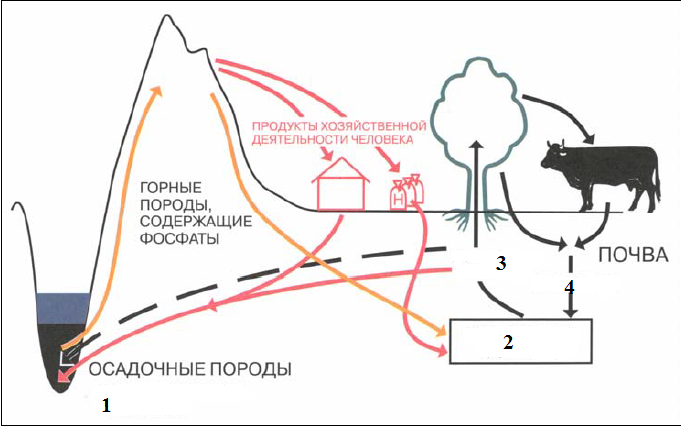 ПРОДУКТЫ ХОЗЯЙСТВЕННОЙ
ДЕЯТЕЛЬНОСТИ ЧЕЛОВЕКА
ГОРНЫЕ
ПОРОДЫ,
СОДЕРЖАЩИЕ
ФОСФАТЫ
Н
3
ПОЧВА
4
2
ОСАДОЧНЫЕ ПОРОДЫ
1